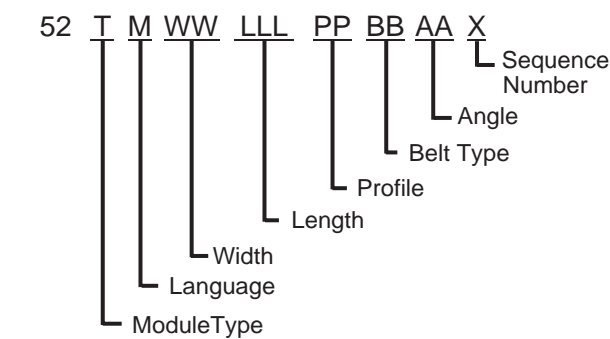 52 T M WW LLL PP BB AA X
Sequence
Number
Angle
Belt Type
Profile
Length
Width
Language
ModuleType